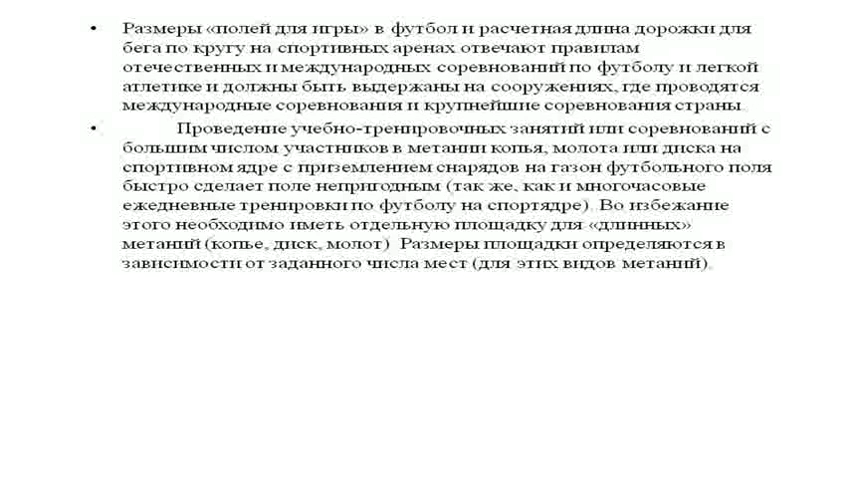 • Размеры «полей для игры» в футбол и расчетная длина дорожки для
бега по кругу на спортивных аренах отвечают правилам
отечественных и международных соревнований по футболу и легкой
атлетике и должны быть выдержаны на сооружениях, где проводятся
международные соревнования и крупнейшие соревнования страны.
• Проведение учебно-тренировочных занятий или соревнований с
большим числом участников в метании копья, молота или диска на
спортивном ядре с приземлением снарядов на газон футбольного поля
быстро сделает поле непригодным (так же, как и многочасовые
ежедневные тренировки по футболу на спортядре). Во избежание
этого необходимо иметь отдельную площадку для «длинных»
метаний (копье, диск, молот) Размеры площадки определяются в
зависимости от заданного числа мест (для этих видов метаний).